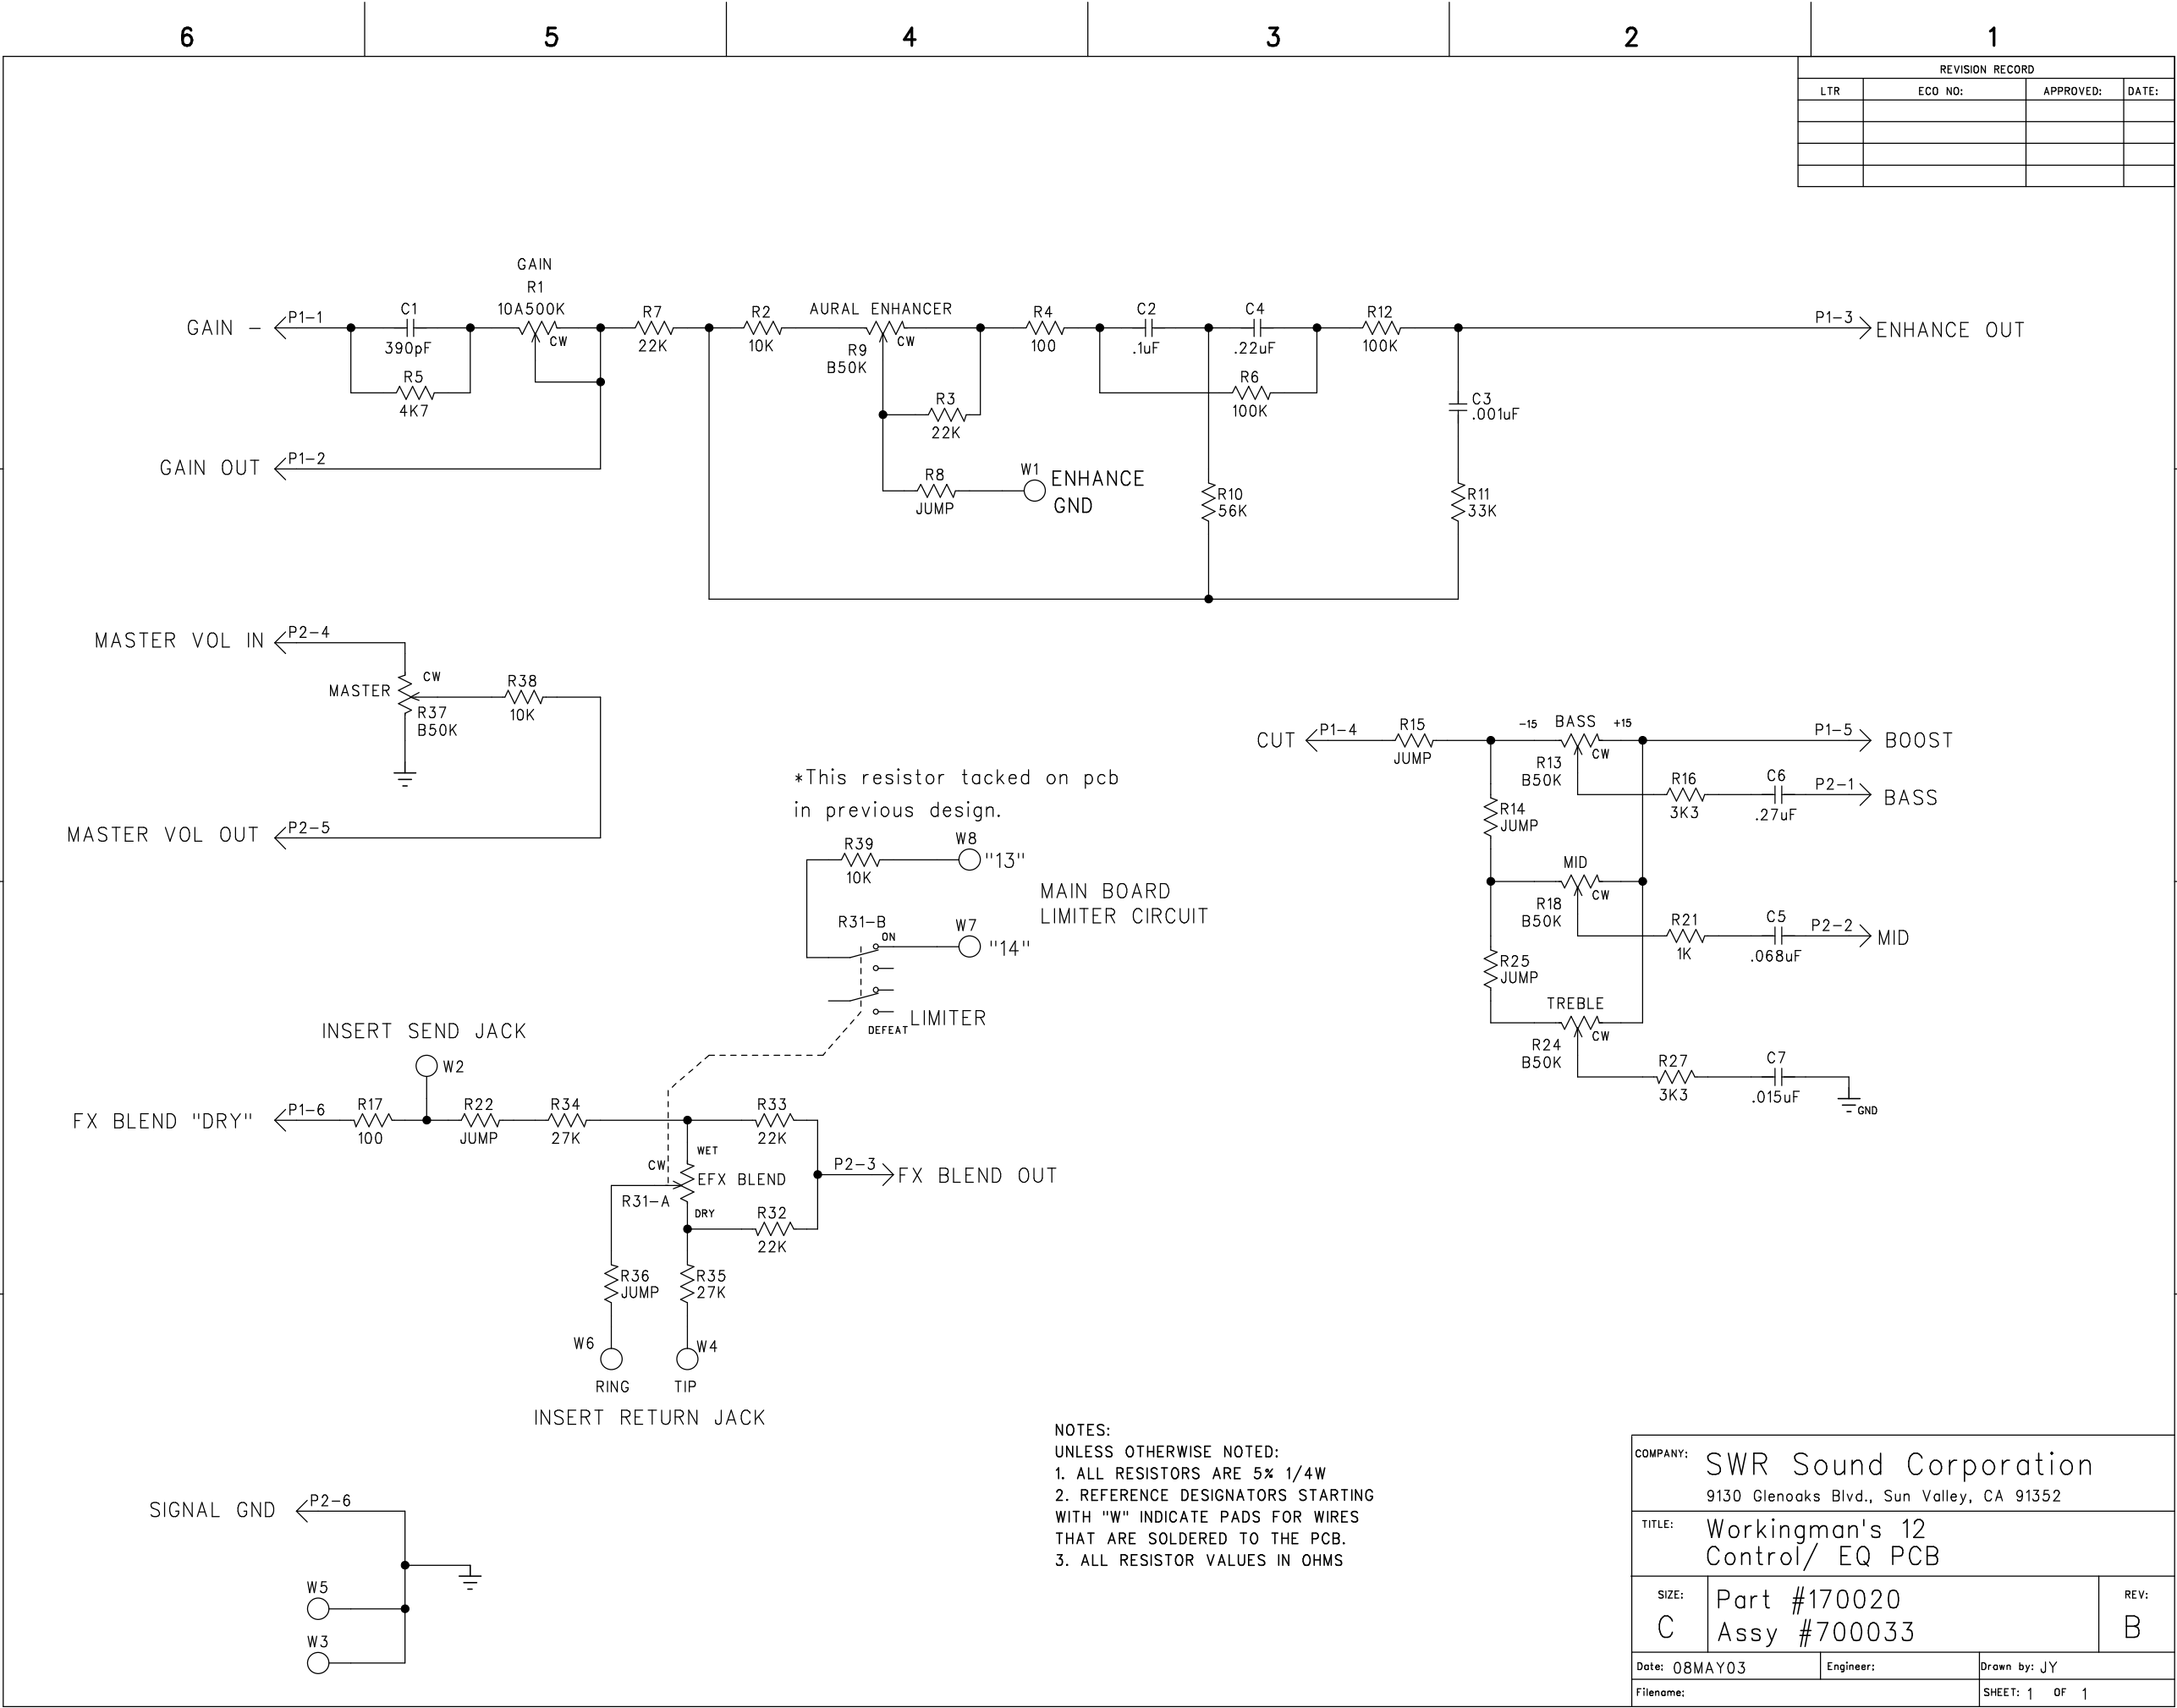 6 5 4 3 2 1
REVISION RECORD
LTR ECO NO: APPROVED: DATE:
GAIN
R1
10A500K
CW
GAIN -
P1-1
C1
390pF
R5
4K7
R7
22K
R2
10K
AURAL ENHANCER
R9
B50K
CW
R3
22K
R8
JUMP
W1
ENHANCE
GND
R4
100
C2
.1uF
C4
.22uF
R6
100K
R12
100K
P1-3
ENHANCE OUT
C3
.001uF
R10
56K
R11
33K
GAIN OUT
P1-2
MASTER VOL IN
P2-4
MASTER
CW
R37
B50K
R38
10K
MASTER VOL OUT
P2-5
*This resistor tacked on pcb
in previous design.
R39
10K
W8
"13"
MAIN BOARD
LIMITER CIRCUIT
R31-B
ON
W7
"14"
DEFEAT
LIMITER
CUT
P1-4
R15
JUMP
-15 BASS +15
R13
B50K
CW
P1-5
BOOST
R16
3K3
C6
.27uF
P2-1
BASS
R14
JUMP
MID
R18
B50K
CW
R21
1K
C5
.068uF
P2-2
MID
R25
JUMP
TREBLE
R24
B50K
CW
R27
3K3
C7
.015uF
GND
INSERT SEND JACK
W2
FX BLEND "DRY"
P1-6
R17
100
R22
JUMP
R34
27K
R33
22K
WET
CW
EFX BLEND
R31-A
DRY
P2-3
FX BLEND OUT
R32
22K
R36
JUMP
R35
27K
W6
W4
RING
TIP
INSERT RETURN JACK
SIGNAL GND
P2-6
W5
W3
NOTES:
UNLESS OTHERWISE NOTED:
1. ALL RESISTORS ARE 5% 1/4W
2. REFERENCE DESIGNATORS STARTING
WITH "W" INDICATE PADS FOR WIRES
THAT ARE SOLDERED TO THE PCB.
3. ALL RESISTOR VALUES IN OHMS
COMPANY: SWR Sound Corporation
9130 Glenoaks Blvd., Sun Valley, CA 91352
TITLE: Workingman's 12
Control/ EQ PCB
SIZE: C
Part #170020
Assy #700033
REV: B
Date: 08MAY03 Engineer: Drawn by: JY
Filename: SHEET: 1 OF 1